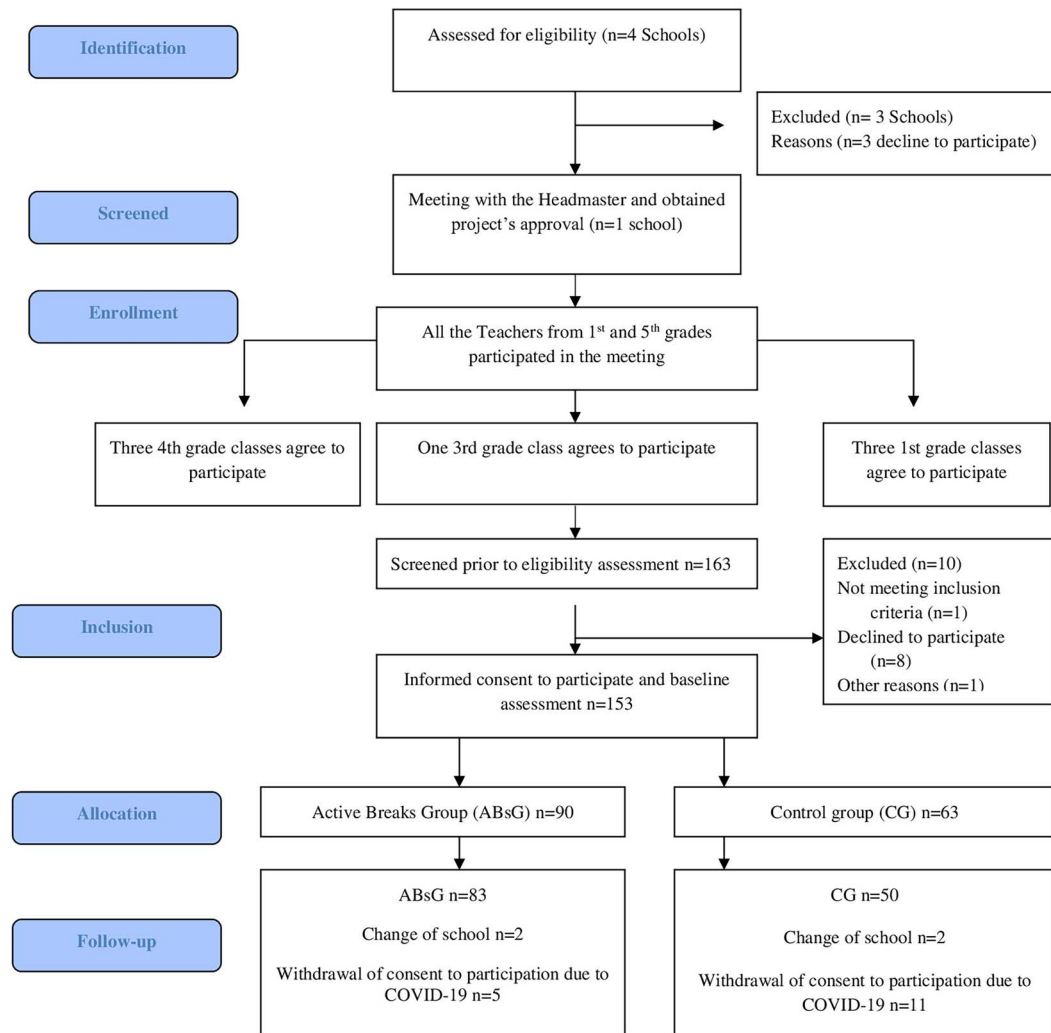 Identification
Assessed for eligibility (n=4 Schools)
Excluded (n= 3 Schools)
Reasons (n=3 decline to participate)
Screened
Meeting with the Headmaster and obtained
project’s approval (n=1 school)
Enrollment
All the Teachers from 1st and 5th grades
participated in the meeting
Three 4th grade classes agree to
participate
One 3rd grade class agrees to participate
Three 1st grade classes
agree to participate
Screened prior to eligibility assessment n=163
Excluded (n=10)
Not meeting inclusion
criteria (n=1)
Declined to participate
(n=8)
Other reasons (n=1)
Inclusion
Informed consent to participate and baseline
assessment n=153
Allocation
Active Breaks Group (ABsG) n=90
Control group (CG) n=63
Follow-up
ABsG n=83
Change of school n=2
Withdrawal of consent to participation due to
COVID-19 n=5
CG n=50
Change of school n=2
Withdrawal of consent to participation due to
COVID-19 n=11